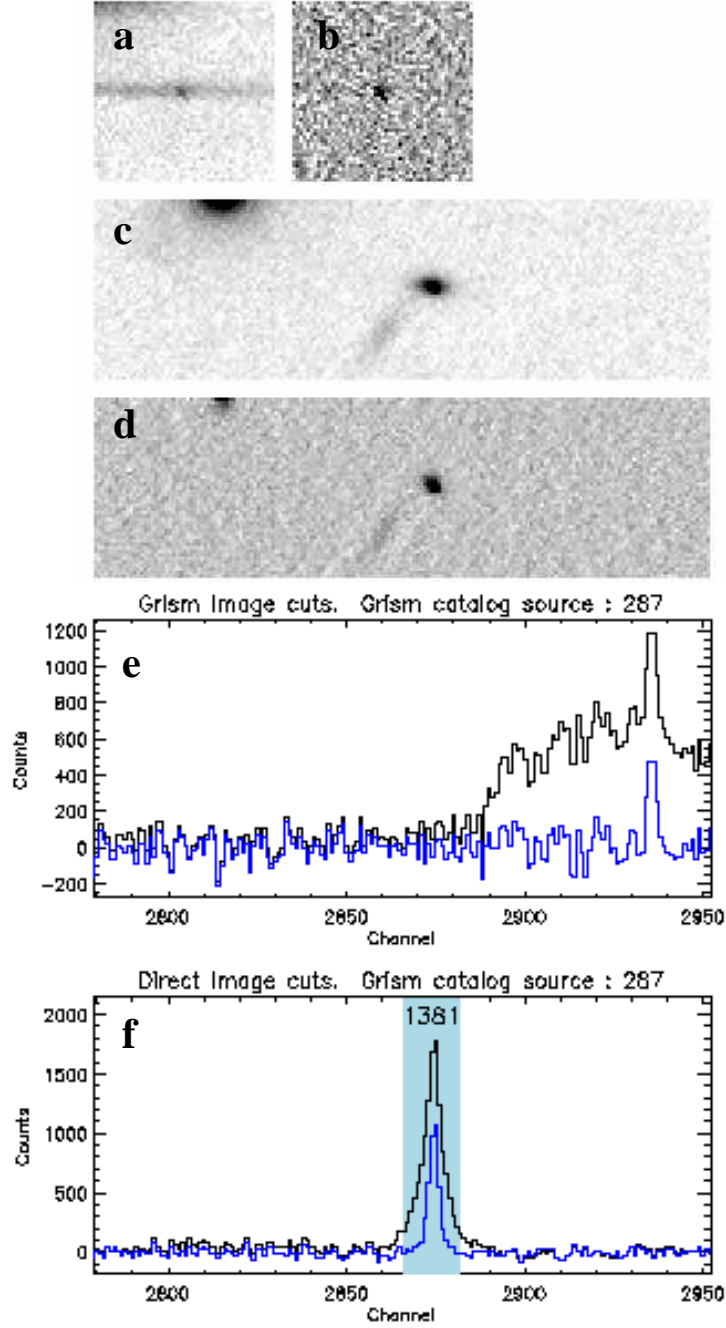 a
b
c
d
Grism Image cuts. Grism catalog source : 287
e
1200
1000
800
600
400
200
0
−200
Counts
2800
2850
2900
2950
Channel
Direct Image cuts. Grism catalog source : 287
f
1381
2000
1500
1000
500
0
Counts
2800
2850
2900
2950
Channel